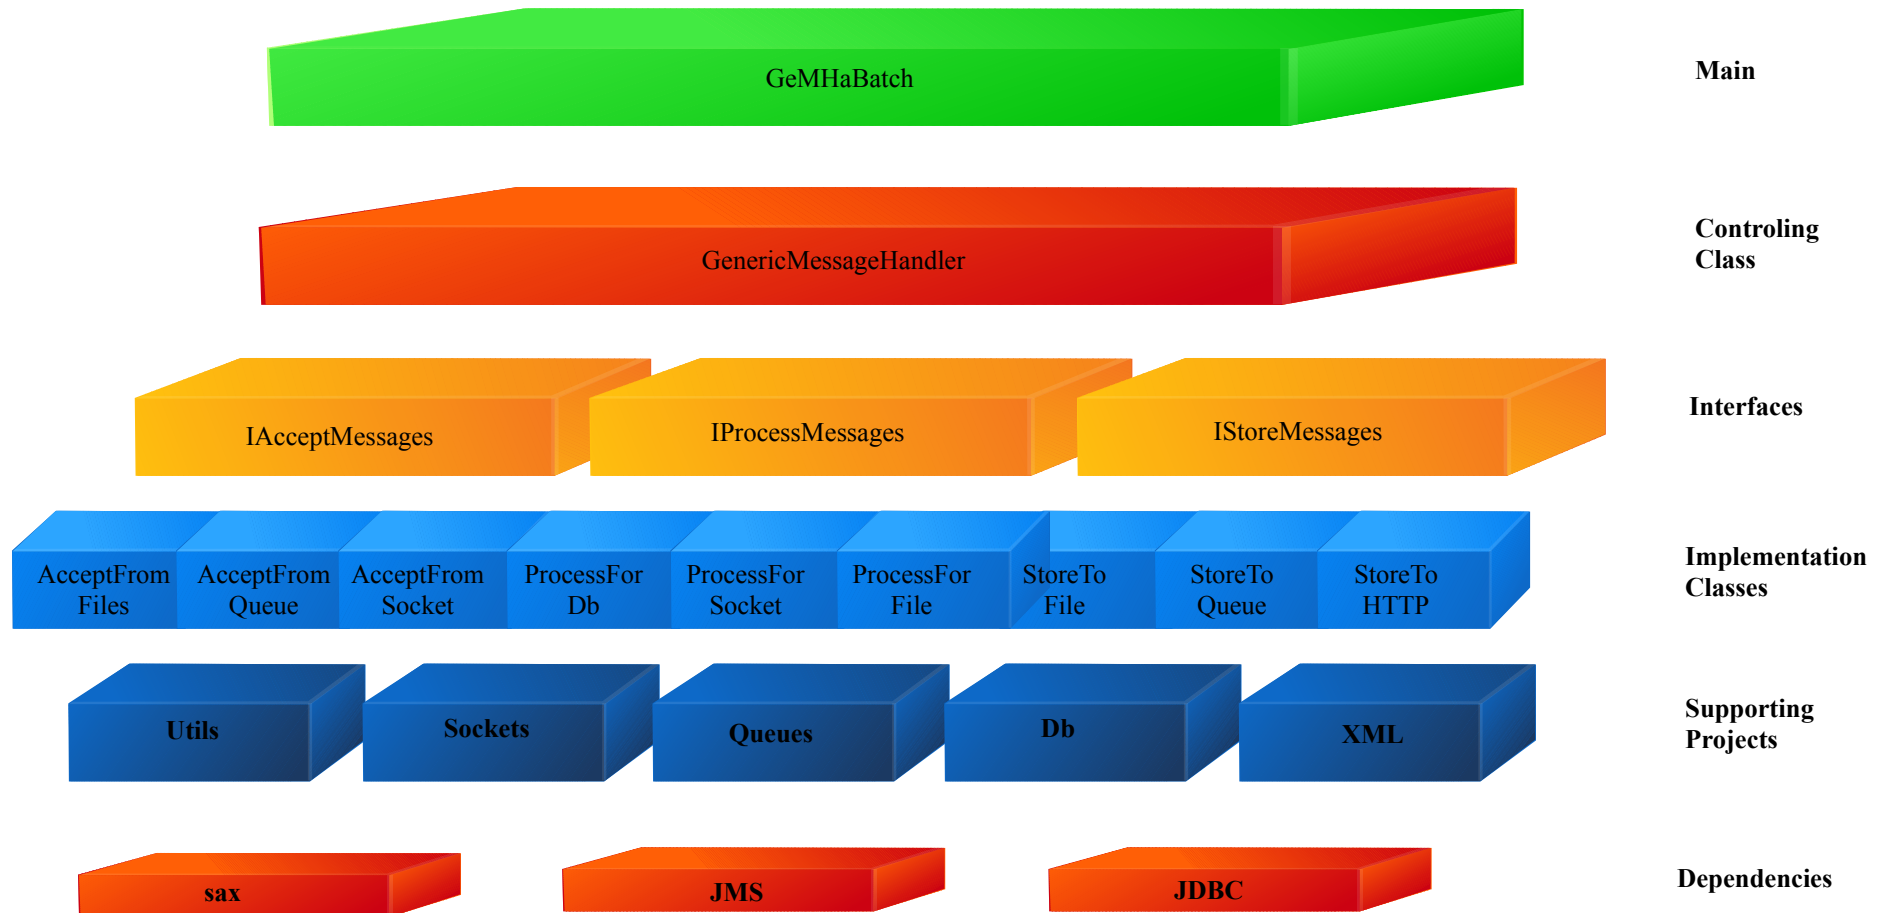 GeMHaBatch
Main
GenericMessageHandler
Controling
Class
IAcceptMessages
IProcessMessages
IStoreMessages
Interfaces
AcceptFrom
Files
AcceptFrom
Queue
AcceptFrom
Socket
ProcessFor
Db
ProcessFor
Socket
ProcessFor
File
StoreTo
File
StoreTo
Queue
StoreTo
HTTP
Implementation
Classes
Utils
Sockets
Queues
Db
XML
Supporting
Projects
sax
JMS
JDBC
Dependencies